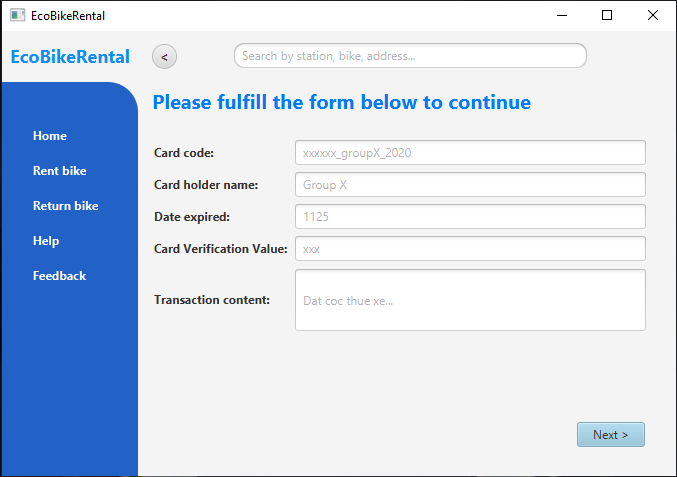 EcoBikeRental
EcoBikeRental
<
Search by station, bike, address...
Please fulfill the form below to continue
Home
Rent bike
Return bike
Help
Feedback
Card code: xxxxxx_groupX_2020
Card holder name: Group X
Date expired: 1125
Card Verification Value: xxx
Transaction content: Dat coc thue xe...
Next >